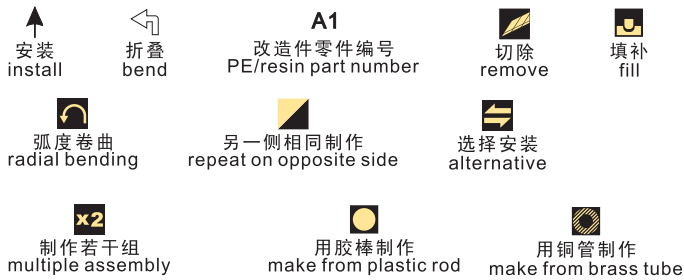 A1
安装 折叠 改造件零件编号 切除 填补
install bend PE/resin part number remove fill
弧度卷曲 另一侧相同制作 选择安装
radial bending repeat on opposite side alternative
x2
制作若干组 用胶棒制作 用铜管制作
multiple assembly make from plastic rod make from brass tube